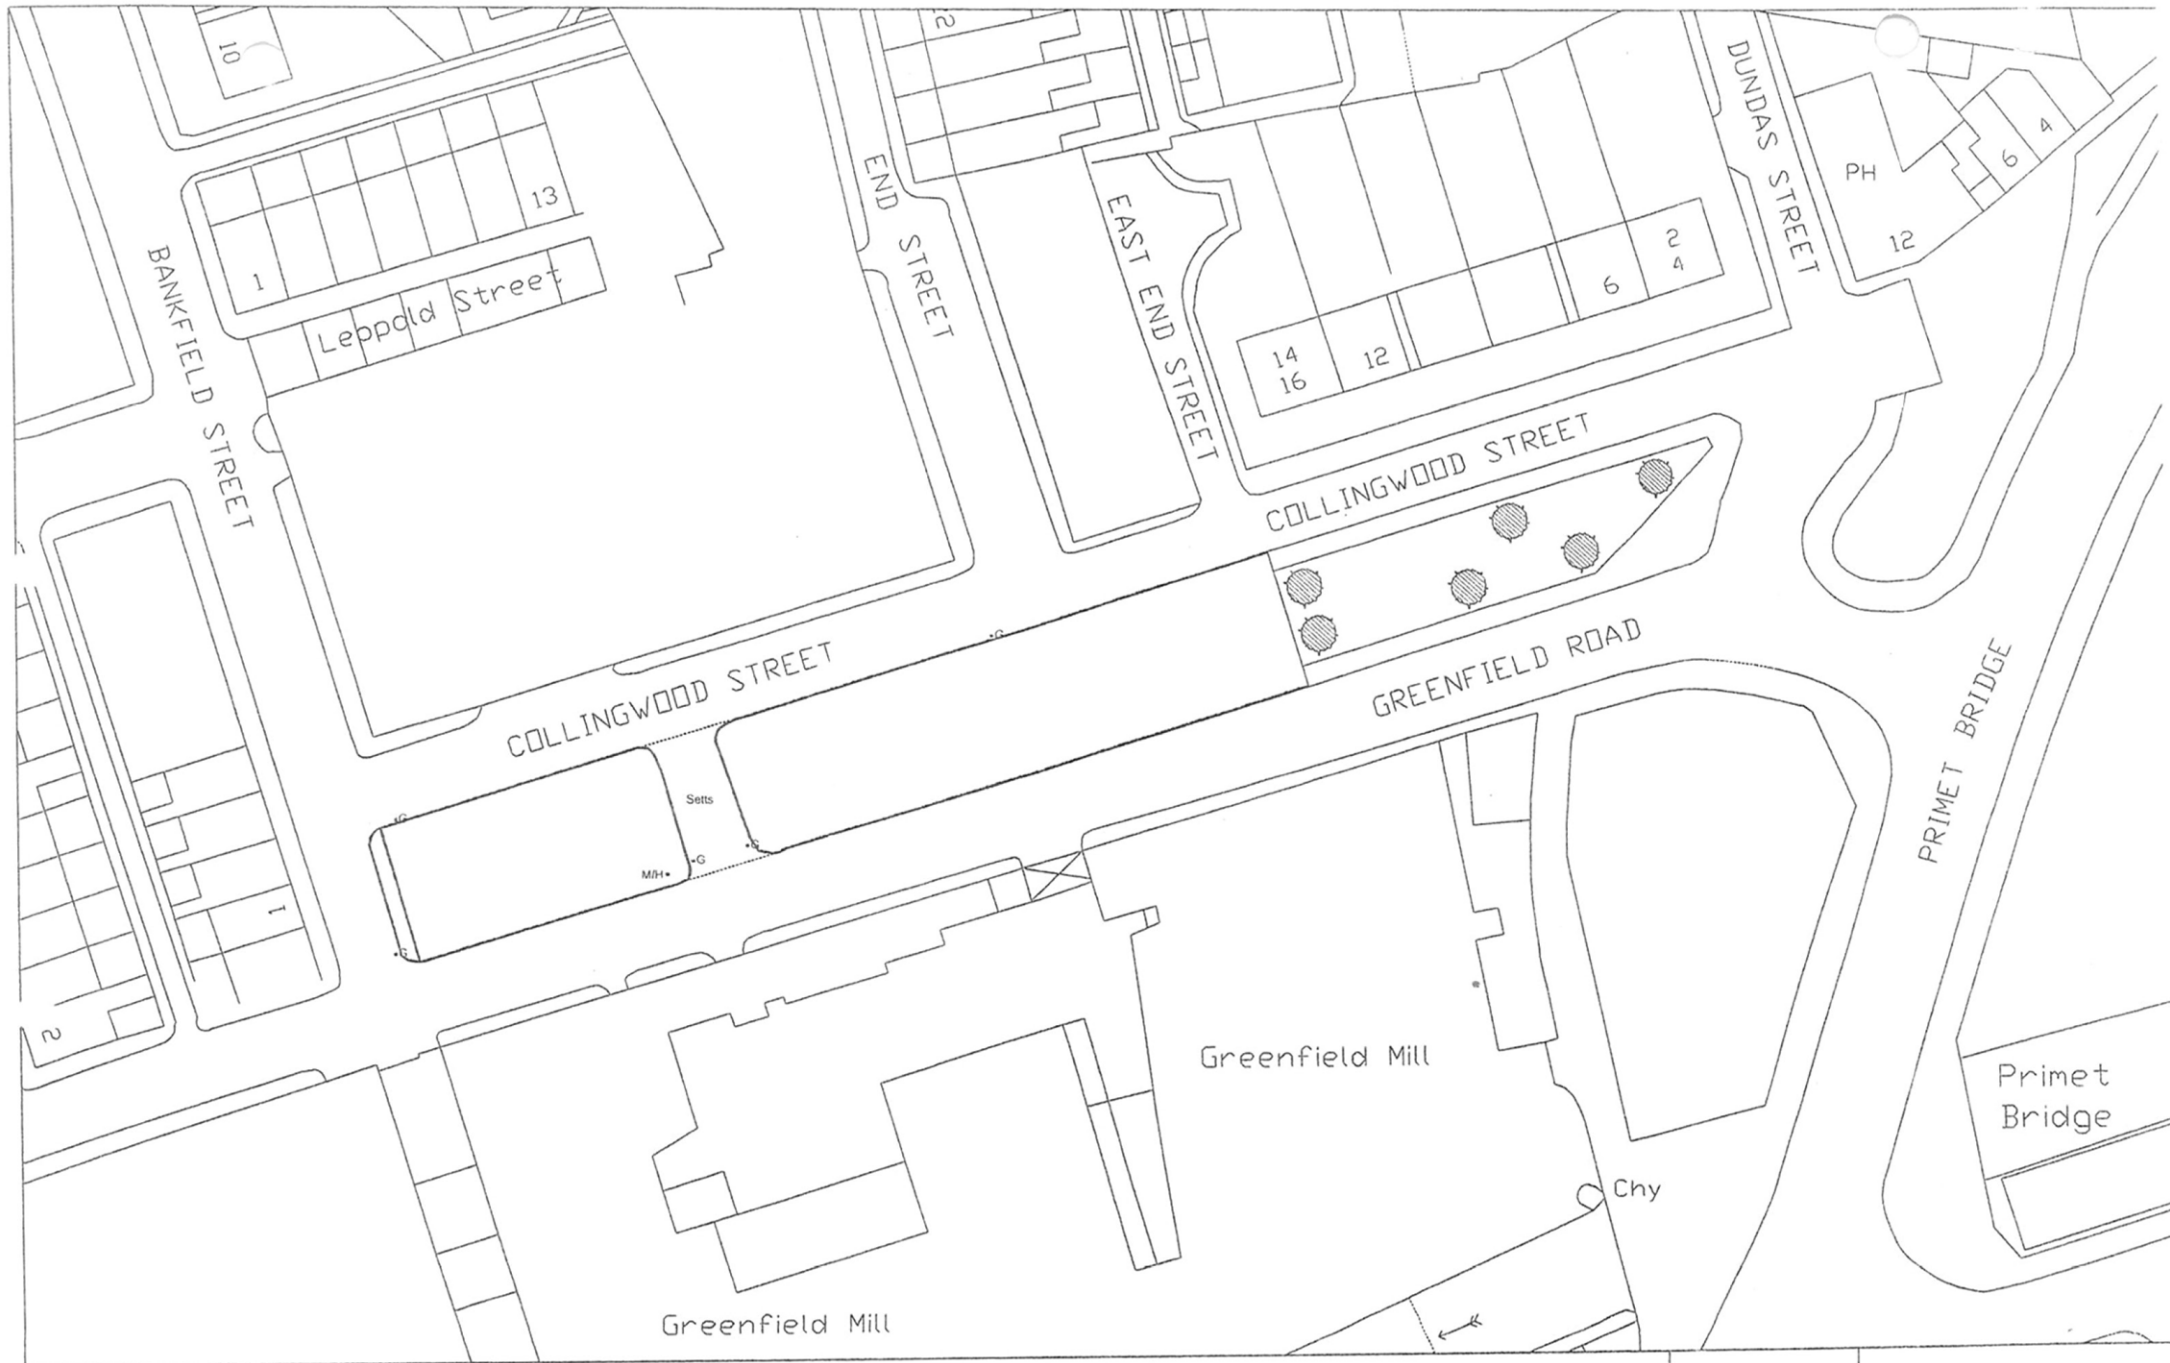 10
2
DUNDAS STREET
4
6
PH
12
13
1
Leopold Street
END STREET
EAST END STREET
2
4
6
14
16
12
BANKFIELD STREET
COLLINGWOOD STREET
COLLINGWOOD STREET
GREENFIELD ROAD
PRIMET BRIDGE
G
Setts
G
G
G
M/H
G
1
2
Greenfield Mill
Primet
Bridge
Chy
Greenfield Mill